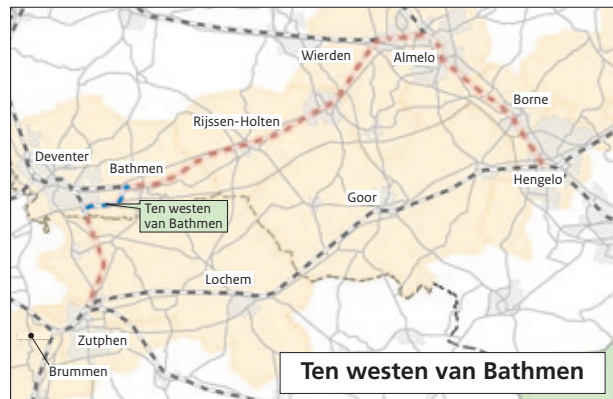 Wierden
Almelo
Borne
Rijssen-Holten
Deventer
Bathmen
Hengelo
Goor
Ten westen
van Bathmen
Lochem
Zutphen
Brummen
Ten westen van Bathmen